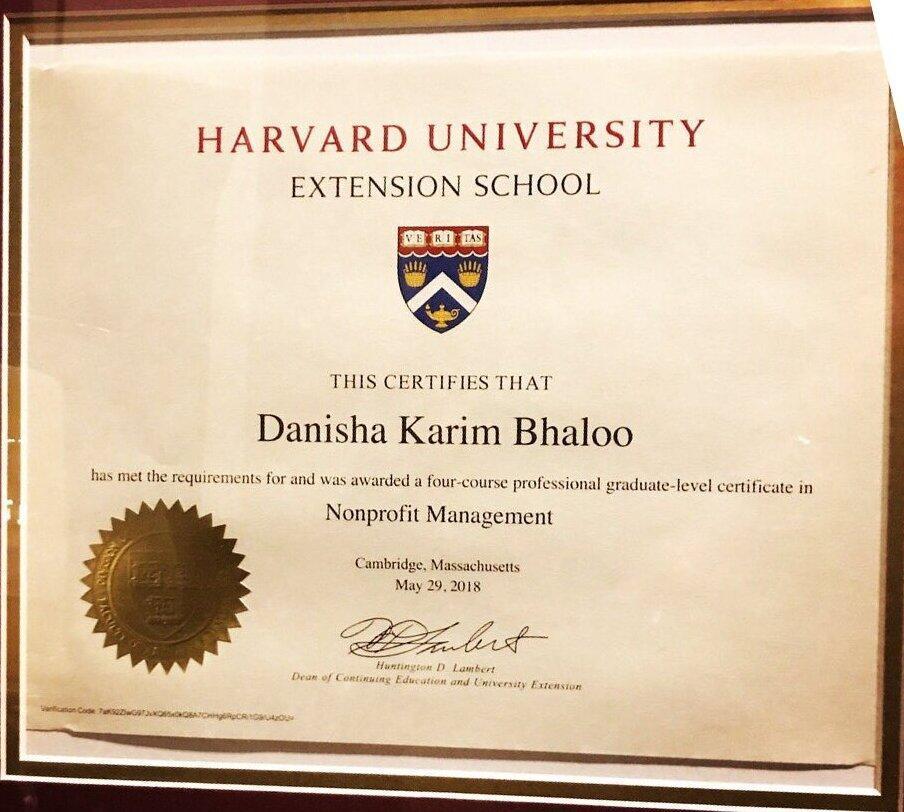 HARVARD UNIVERSITY
EXTENSION SCHOOL
VE RI TAS
THIS CERTIFIES THAT
Danisha Karim Bhaloo
has met the requirements for and was awarded a four-course professional graduate-level certificate in
Nonprofit Management
Cambridge, Massachusetts
May 29, 2018
Huntington D. Lambert
Dean of Continuing Education and University Extension
Verification Code: